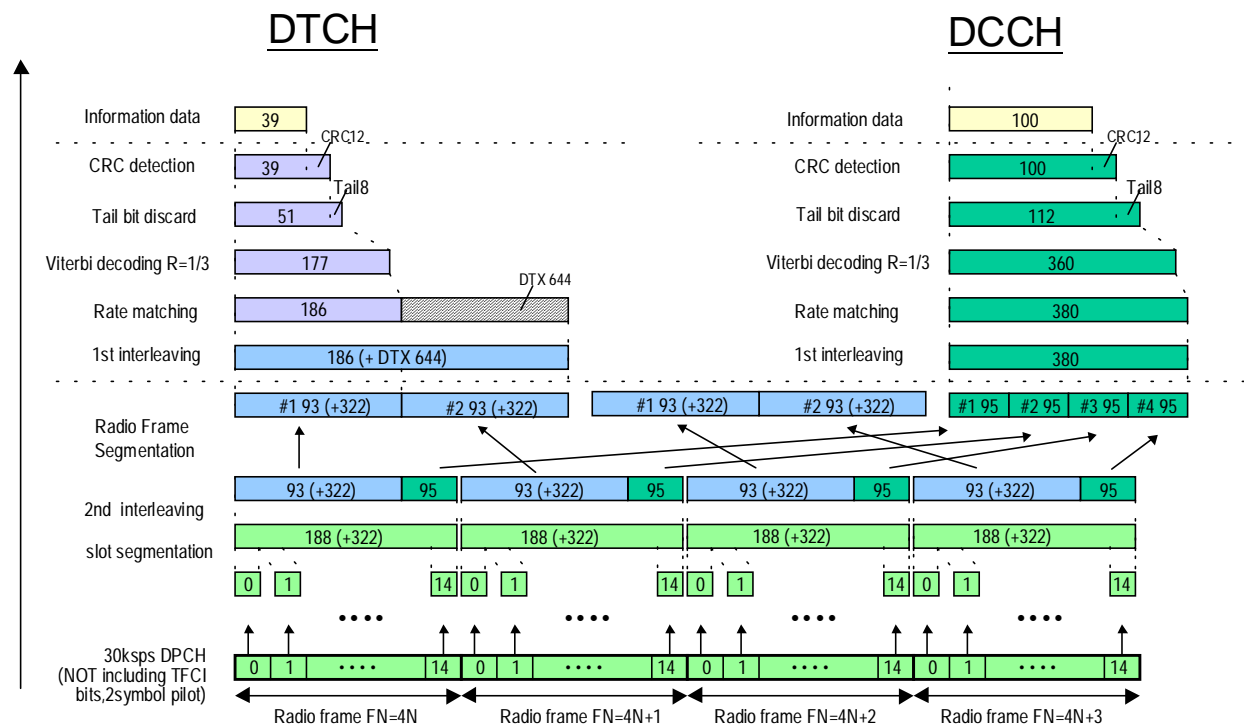 DTCH DCCH
Information data 39 Information data 100
CRC12 CRC12
CRC detection 39 CRC detection 100
Tail8 Tail8
Tail bit discard 51 Tail bit discard 112
Viterbi decoding R=1/3 177 Viterbi decoding R=1/3 360
DTX 644
Rate matching 186 Rate matching 380
1st interleaving 186 (+ DTX 644) 1st interleaving 380
#1 93 (+322) #2 93 (+322) #1 93 (+322) #2 93 (+322) #1 95 #2 95 #3 95 #4 95
Radio Frame
Segmentation
93 (+322) 95 93 (+322) 95 93 (+322) 95 93 (+322) 95
2nd interleaving
188 (+322) 188 (+322) 188 (+322) 188 (+322)
slot segmentation
0 1 14 0 1 14 0 1 14 0 1 14
• • • • • • • • • • • • • • • •
30ksps DPCH
(NOT including TFCI
bits,2symbol pilot)
0 1 • • • • 14 0 1 • • • • 14 0 1 • • • • 14 0 1 • • • • 14
Radio frame FN=4N Radio frame FN=4N+1 Radio frame FN=4N+2 Radio frame FN=4N+3